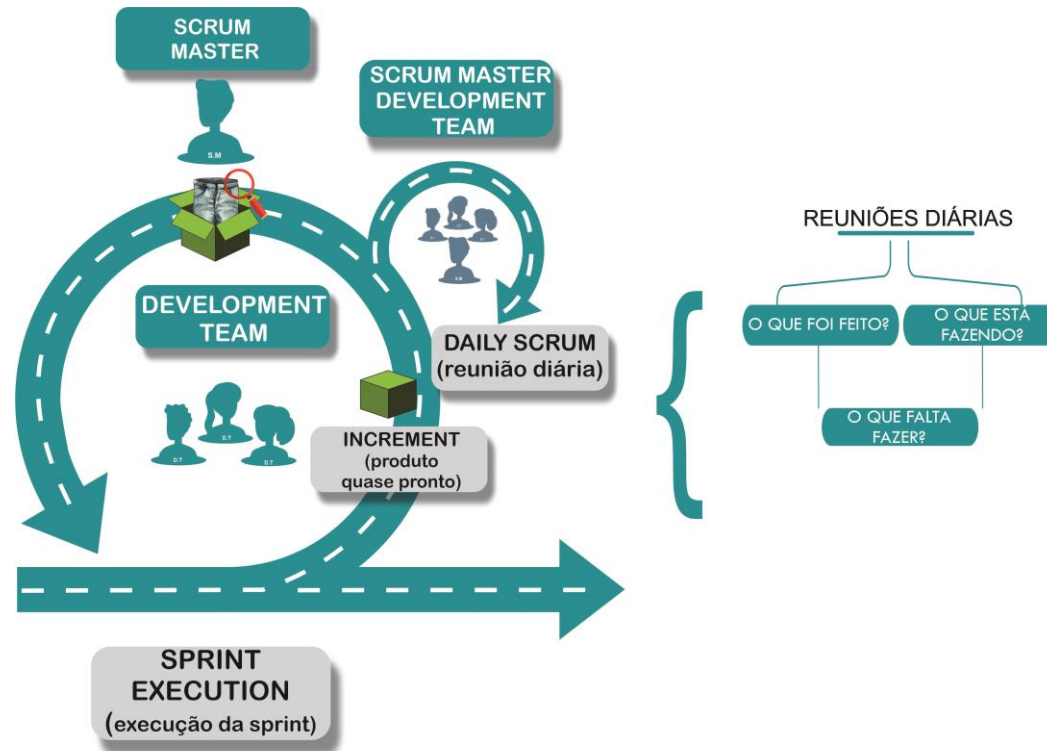 SCRUM
MASTER
S.M
SCRUM MASTER
DEVELOPMENT
TEAM
S.M
DEVELOPMENT
TEAM
D.T
D.T
D.T
DAILY SCRUM
(reunião diária)
INCREMENT
(produto
quase pronto)
SPRINT
EXECUTION
(execução da sprint)
REUNIÕES DIÁRIAS
O QUE FOI FEITO?
O QUE ESTÁ
FAZENDO?
O QUE FALTA
FAZER?